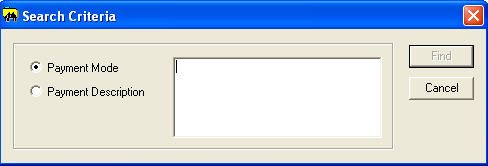 Search Criteria
Payment Mode
Payment Description
Find
Cancel